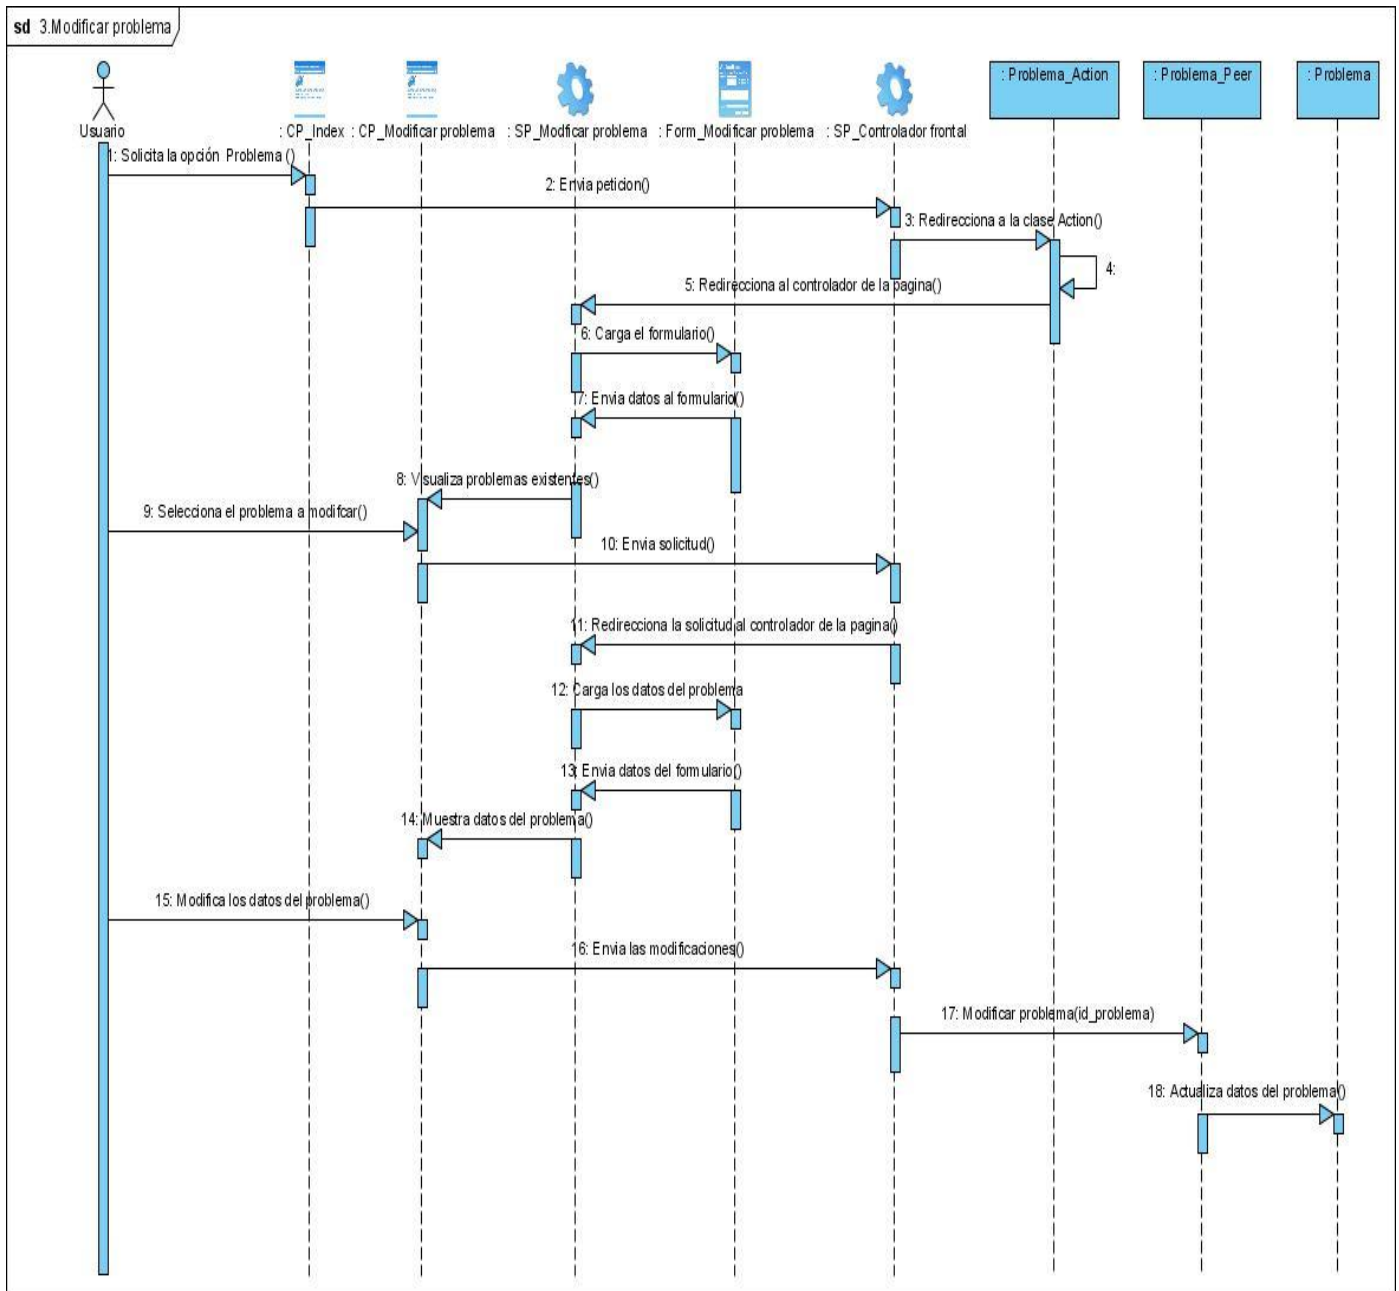 sd 3.Modificar problema
: Problema_Action
: Problema_Peer
: Problema
Usuario
: CP_Index
: CP_Modificar problema
: SP_Modficar problema
: Form_Modificar problema
: SP_Controlador frontal
1: Solicita la opción Problema ()
2: Envia peticion()
3: Redirecciona a la clase Action()
4:
5: Redirecciona al controlador de la pagina()
6: Carga el formulario()
7: Envia datos al formulario()
8: Visualiza problemas existentes()
9: Selecciona el problema a modifcar()
10: Envia solicitud()
11: Redirecciona la solicitud al controlador de la pagina()
12: Carga los datos del problema
13: Envia datos del formulario()
14: Muestra datos del problema()
15: Modifica los datos del problema()
16: Envia las modificaciones()
17: Modificar problema(id_problema)
18: Actualiza datos del problema()